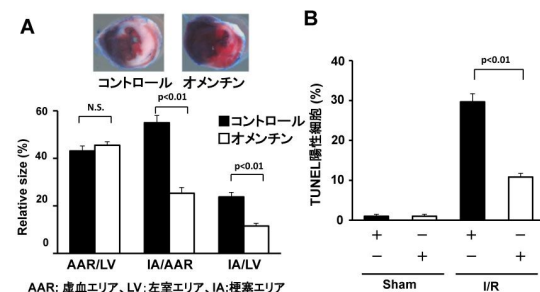 A
コントロール オメンチン
N.S.
p<0.01
p<0.01
■コントロール
□オメンチン
Relative size (%)
60
40
20
0
AAR/LV IA/AAR IA/LV
AAR: 虚血エリア、LV: 左室エリア、IA:梗塞エリア
B
p<0.01
TUNEL陽性細胞 (%)
40
30
20
10
0
+ − + −
− + − +
Sham I/R